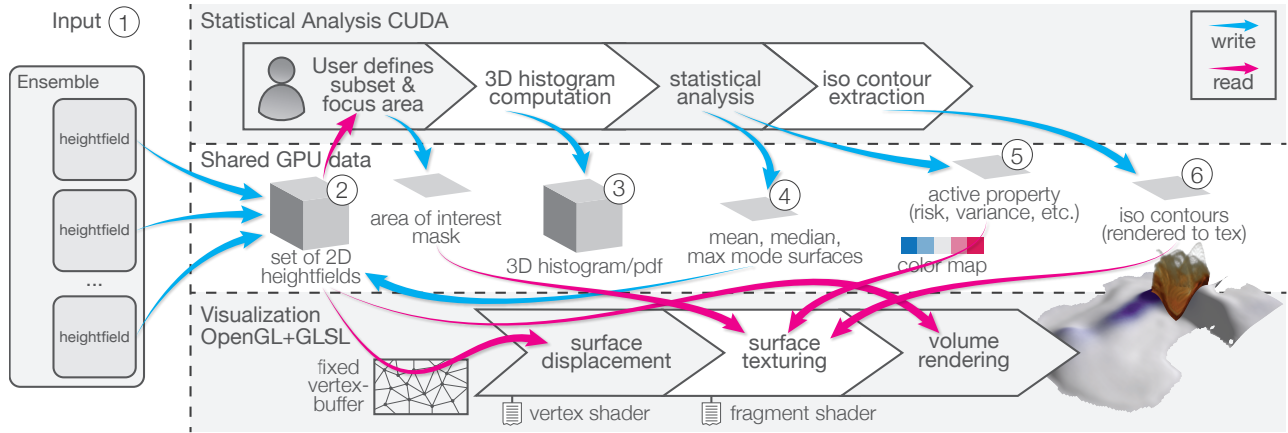 Input 1
Statistical Analysis CUDA
write
read
Ensemble
heightfield
heightfield
...
heightfield
User defines
subset &
focus area
3D histogram
computation
statistical
analysis
iso contour
extraction
Shared GPU data
2
set of 2D
heightfields
area of interest
mask
3
3D histogram/pdf
4
mean, median,
max mode surfaces
5
active property
(risk, variance, etc.)
color map
6
iso contours
(rendered to tex)
Visualization
OpenGL+GLSL
fixed
vertex-
buffer
surface
displacement
surface
texturing
volume
rendering
vertex shader
fragment shader